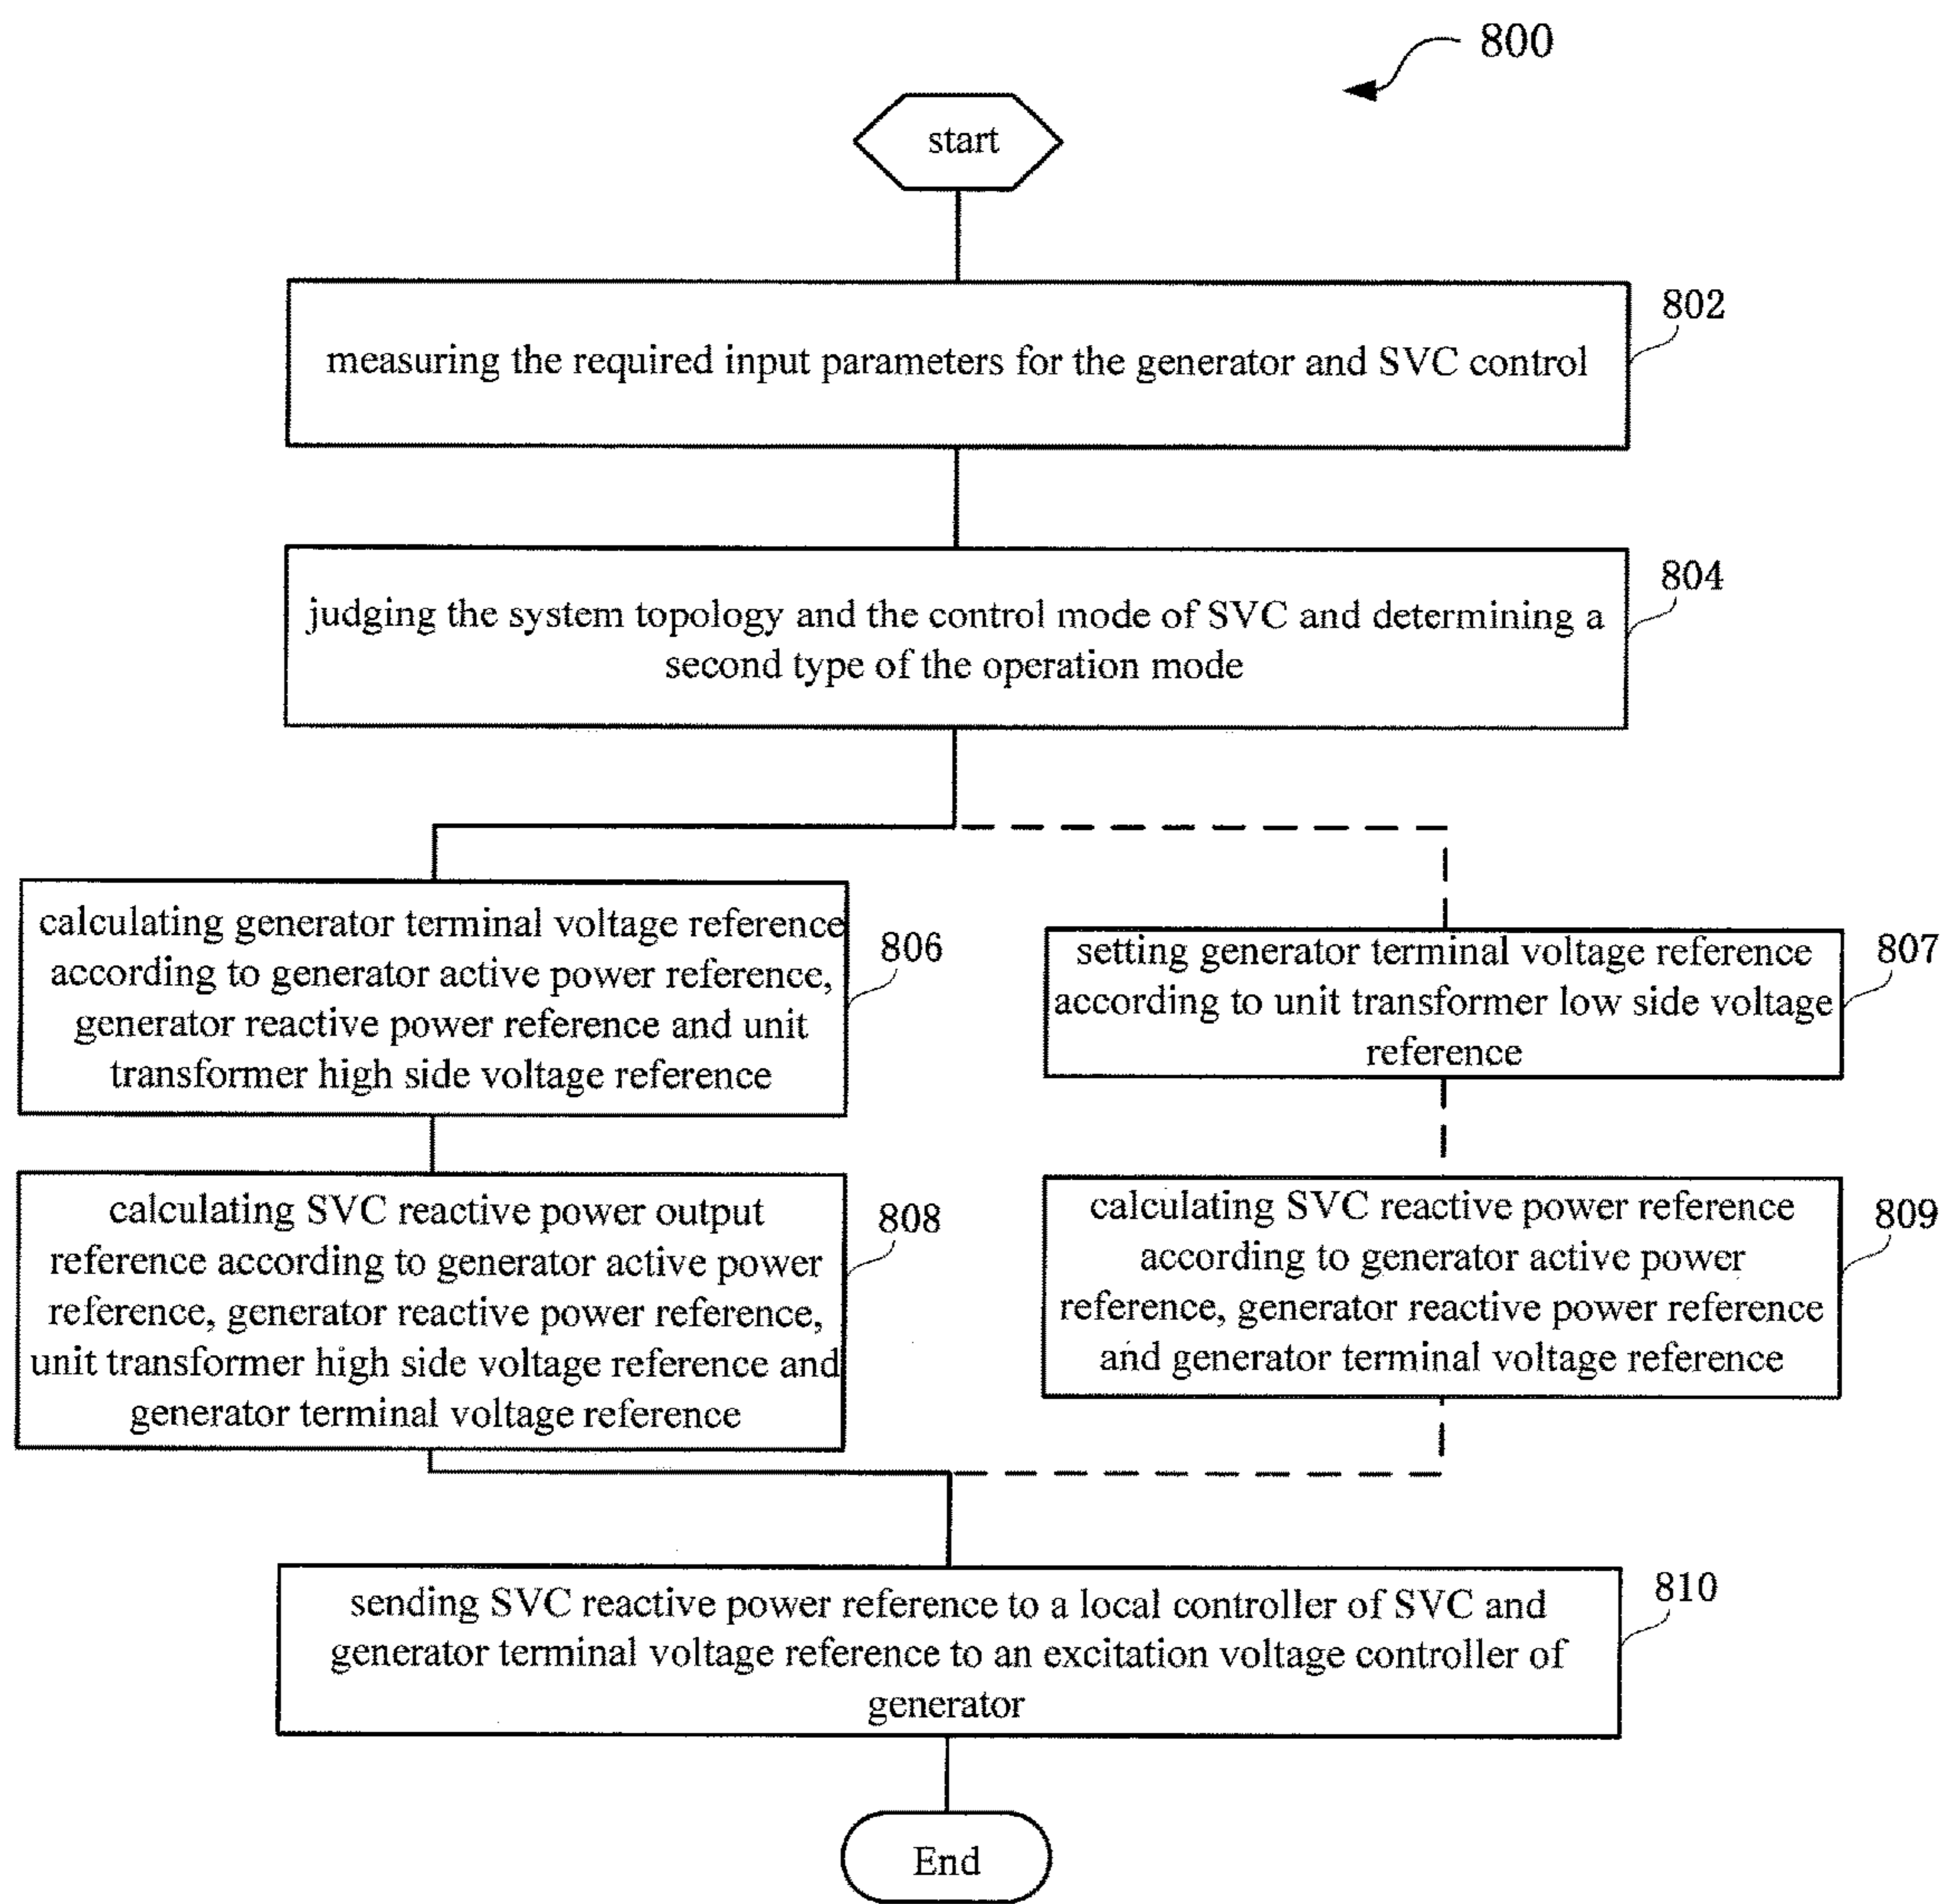 800
start
802
measuring the required input parameters for the generator and SVC control
804
judging the system topology and the control mode of SVC and determining a
second type of the operation mode
calculating generator terminal voltage reference
according to generator active power reference,
generator reactive power reference and unit
transformer high side voltage reference
806
setting generator terminal voltage reference
according to unit transformer low side voltage
reference
807
calculating SVC reactive power output
reference according to generator active power
reference, generator reactive power reference,
unit transformer high side voltage reference and
generator terminal voltage reference
808
calculating SVC reactive power reference
according to generator active power
reference, generator reactive power reference
and generator terminal voltage reference
809
810
sending SVC reactive power reference to a local controller of SVC and
generator terminal voltage reference to an excitation voltage controller of
generator
End